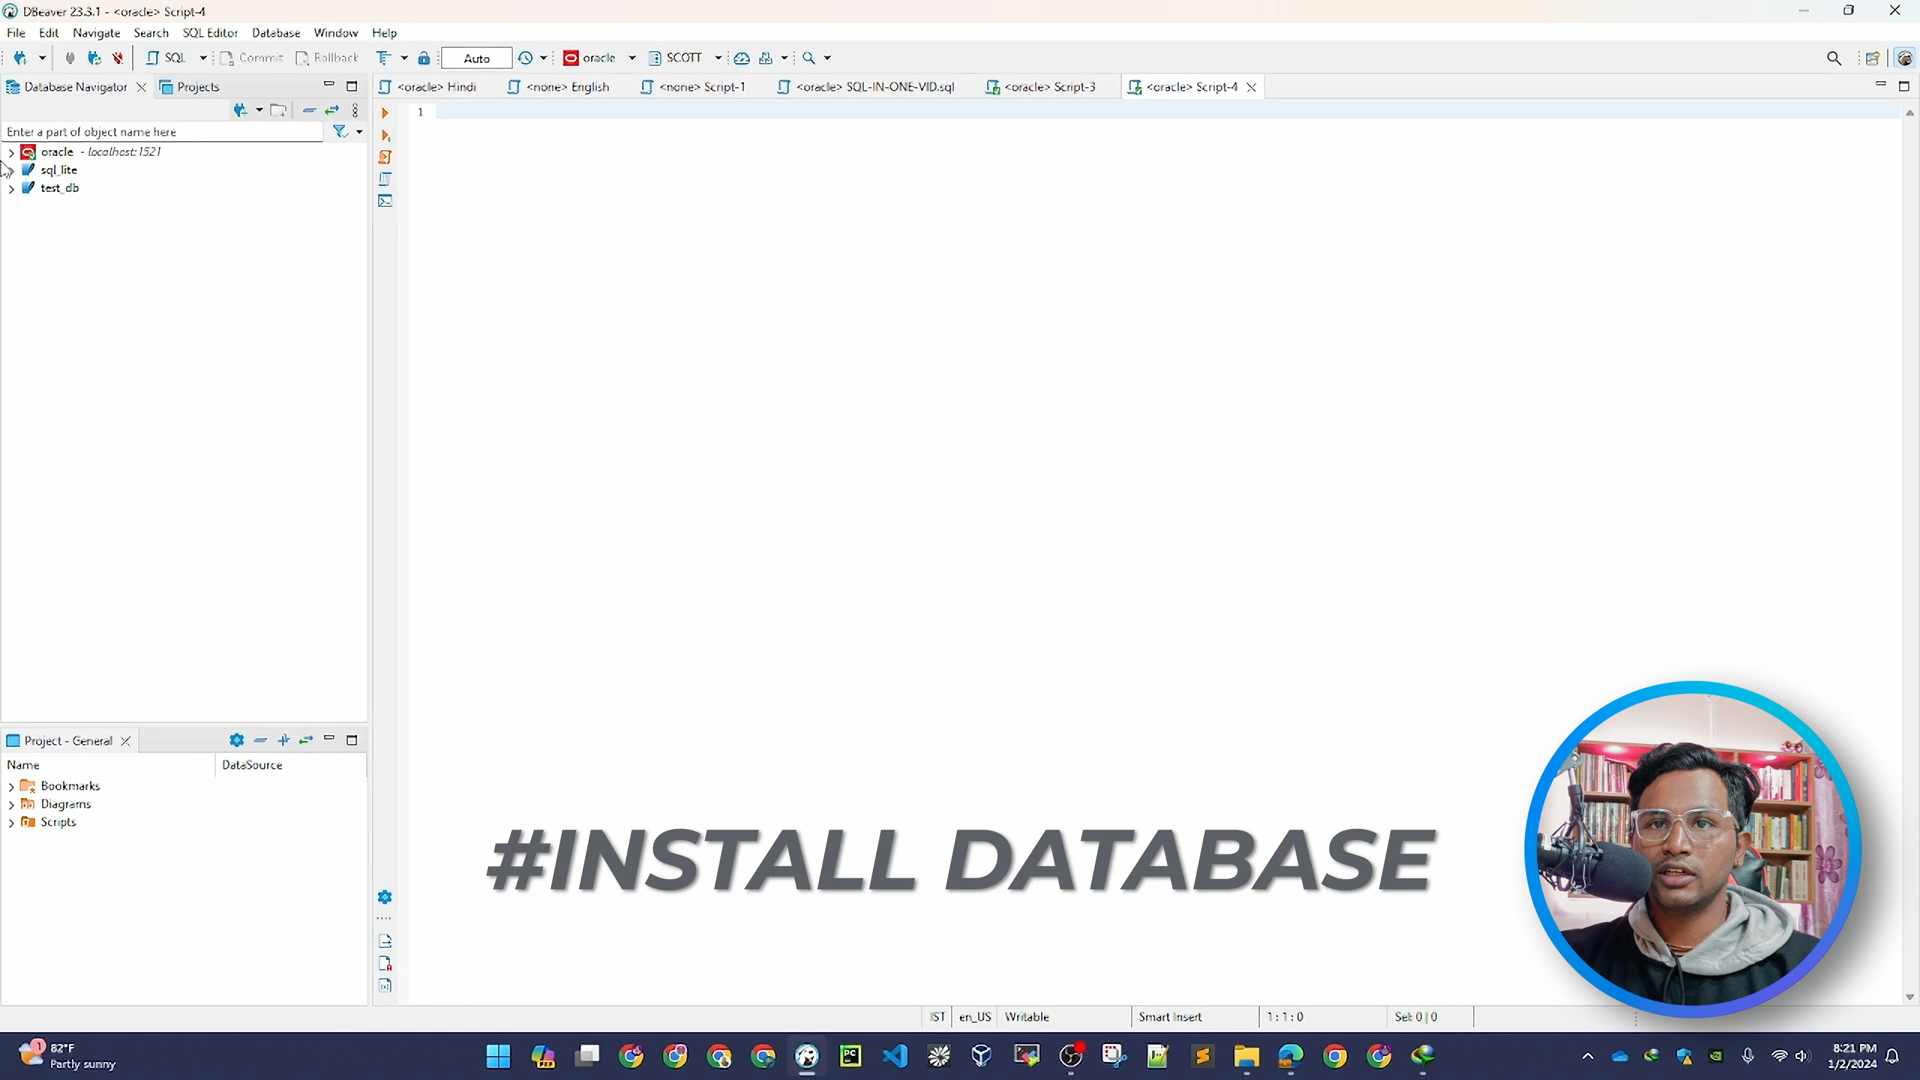 DBeaver 23.3.1 - <oracle> Script-4
File Edit Navigate Search SQL Editor Database Window Help
SQL Commit Rollback Auto oracle SCOTT
Database Navigator Projects
<oracle> Hindi <none> English <none> Script-1 <oracle> SQL-IN-ONE-VID.sql <oracle> Script-3 <oracle> Script-4
Enter a part of object name here
1
oracle - localhost:1521
sql_lite
test_db
Project - General
Name DataSource
Bookmarks
Diagrams
Scripts
#INSTALL DATABASE
IST en_US Writable Smart Insert 1 : 1 : 0 Sel: 0 | 0
1
82°F
Partly sunny
PRE
PC
8:21 PM
1/2/2024